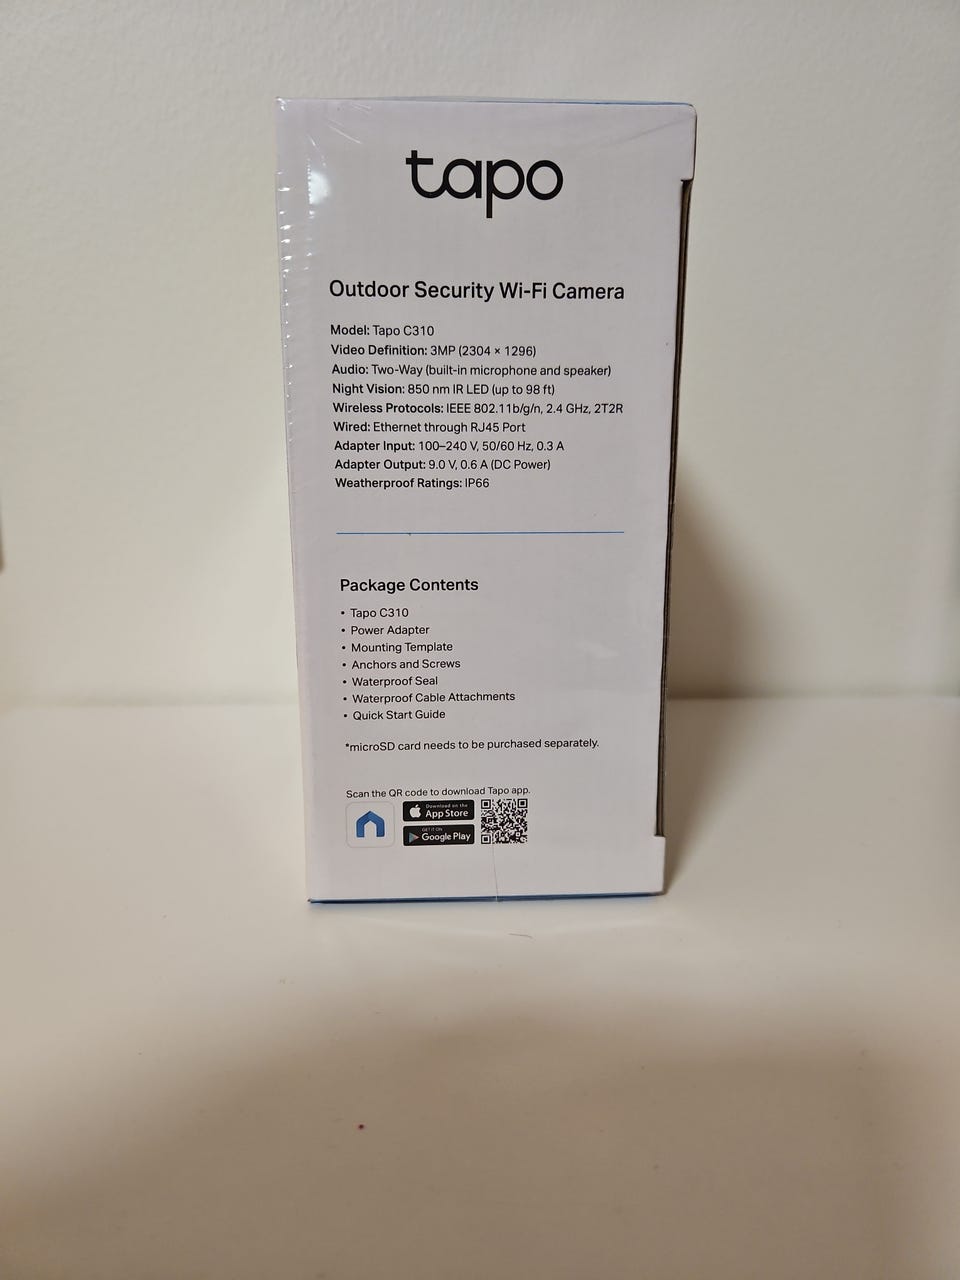 tapo
Outdoor Security Wi-Fi Camera
Model: Tapo C310
Video Definition: 3MP (2304 × 1296)
Audio: Two-Way (built-in microphone and speaker)
Night Vision: 850 nm IR LED (up to 98 ft)
Wireless Protocols: IEEE 802.11b/g/n, 2.4 GHz, 2T2R
Wired: Ethernet through RJ45 Port
Adapter Input: 100–240 V, 50/60 Hz, 0.3 A
Adapter Output: 9.0 V, 0.6 A (DC Power)
Weatherproof Ratings: IP66
Package Contents
• Tapo C310
• Power Adapter
• Mounting Template
• Anchors and Screws
• Waterproof Seal
• Waterproof Cable Attachments
• Quick Start Guide
*microSD card needs to be purchased separately.
Scan the QR code to download Tapo app.
Download on the
App Store
GET IT ON
Google Play